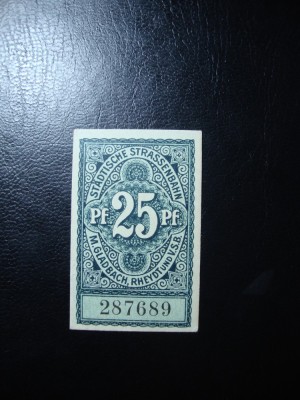 STÄDTISCHE STRASSENBAHN
PF 25 PF
M. GLADBACH, RHEYDT U. I. S. B.
287689